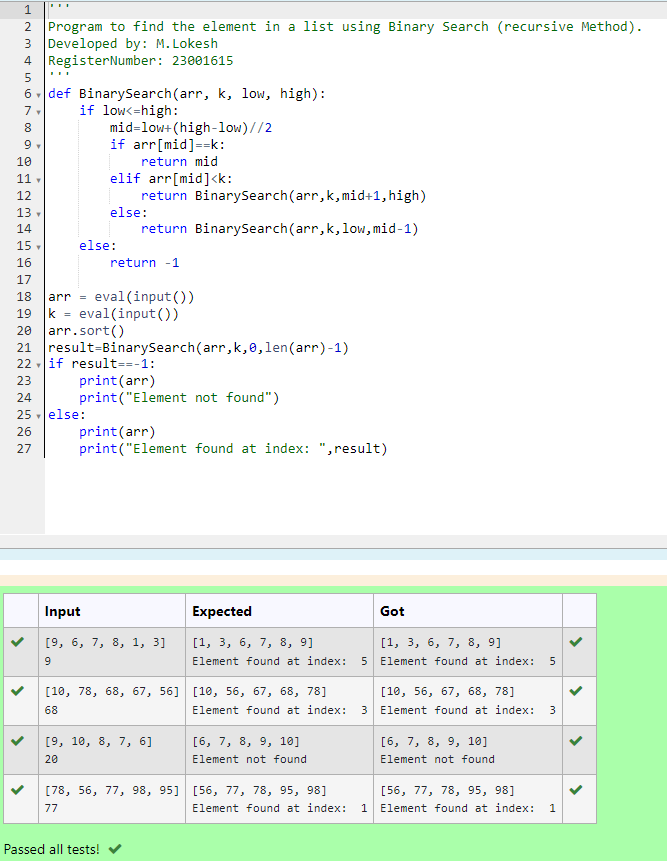 1 '''
2 Program to find the element in a list using Binary Search (recursive Method).
3 Developed by: M.Lokesh
4 RegisterNumber: 23001615
5 '''
6 def BinarySearch(arr, k, low, high):
7     if low<=high:
8         mid=low+(high-low)//2
9         if arr[mid]==k:
10             return mid
11         elif arr[mid]<k:
12             return BinarySearch(arr,k,mid+1,high)
13         else:
14             return BinarySearch(arr,k,low,mid-1)
15     else:
16         return -1
17
18 arr = eval(input())
19 k = eval(input())
20 arr.sort()
21 result=BinarySearch(arr,k,0,len(arr)-1)
22 if result==-1:
23     print(arr)
24     print("Element not found")
25 else:
26     print(arr)
27     print("Element found at index: ",result)
Input Expected Got
[9, 6, 7, 8, 1, 3] [1, 3, 6, 7, 8, 9] [1, 3, 6, 7, 8, 9]
9 Element found at index:  5 Element found at index:  5
[10, 78, 68, 67, 56] [10, 56, 67, 68, 78] [10, 56, 67, 68, 78]
68 Element found at index:  3 Element found at index:  3
[9, 10, 8, 7, 6] [6, 7, 8, 9, 10] [6, 7, 8, 9, 10]
20 Element not found Element not found
[78, 56, 77, 98, 95] [56, 77, 78, 95, 98] [56, 77, 78, 95, 98]
77 Element found at index:  1 Element found at index:  1
Passed all tests!